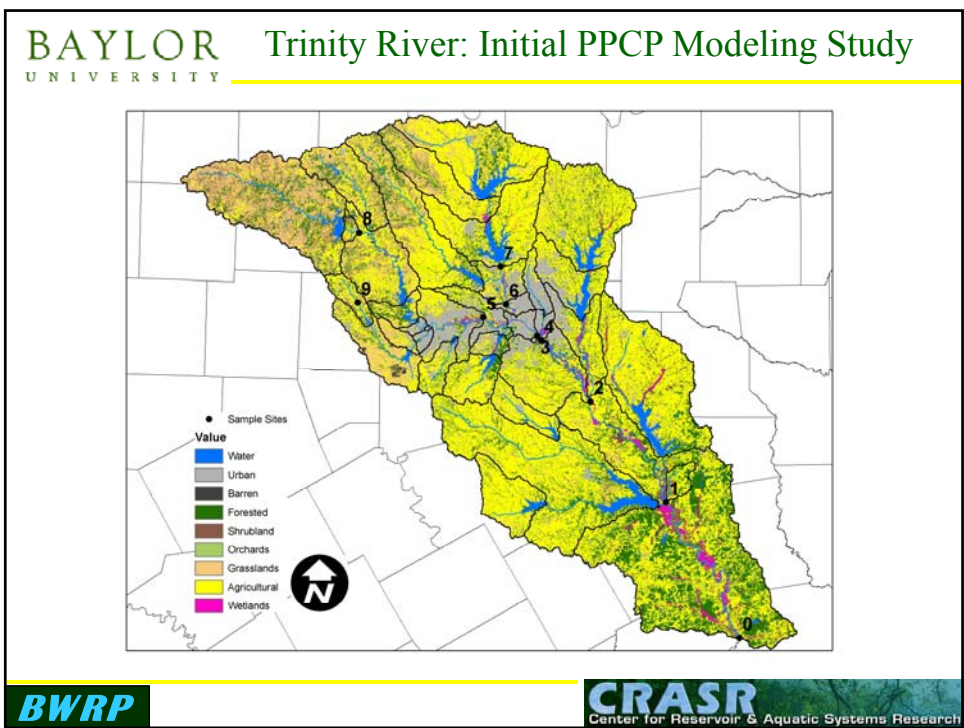 BAYLOR
UNIVERSITY
Trinity River: Initial PPCP Modeling Study
8
7
9
6
5
4
3
2
1
0
Sample Sites
Value
Water
Urban
Barren
Forested
Shrubland
Orchards
Grasslands
Agricultural
Wetlands
N
BWRP
CRASR
Center for Reservoir & Aquatic Systems Research